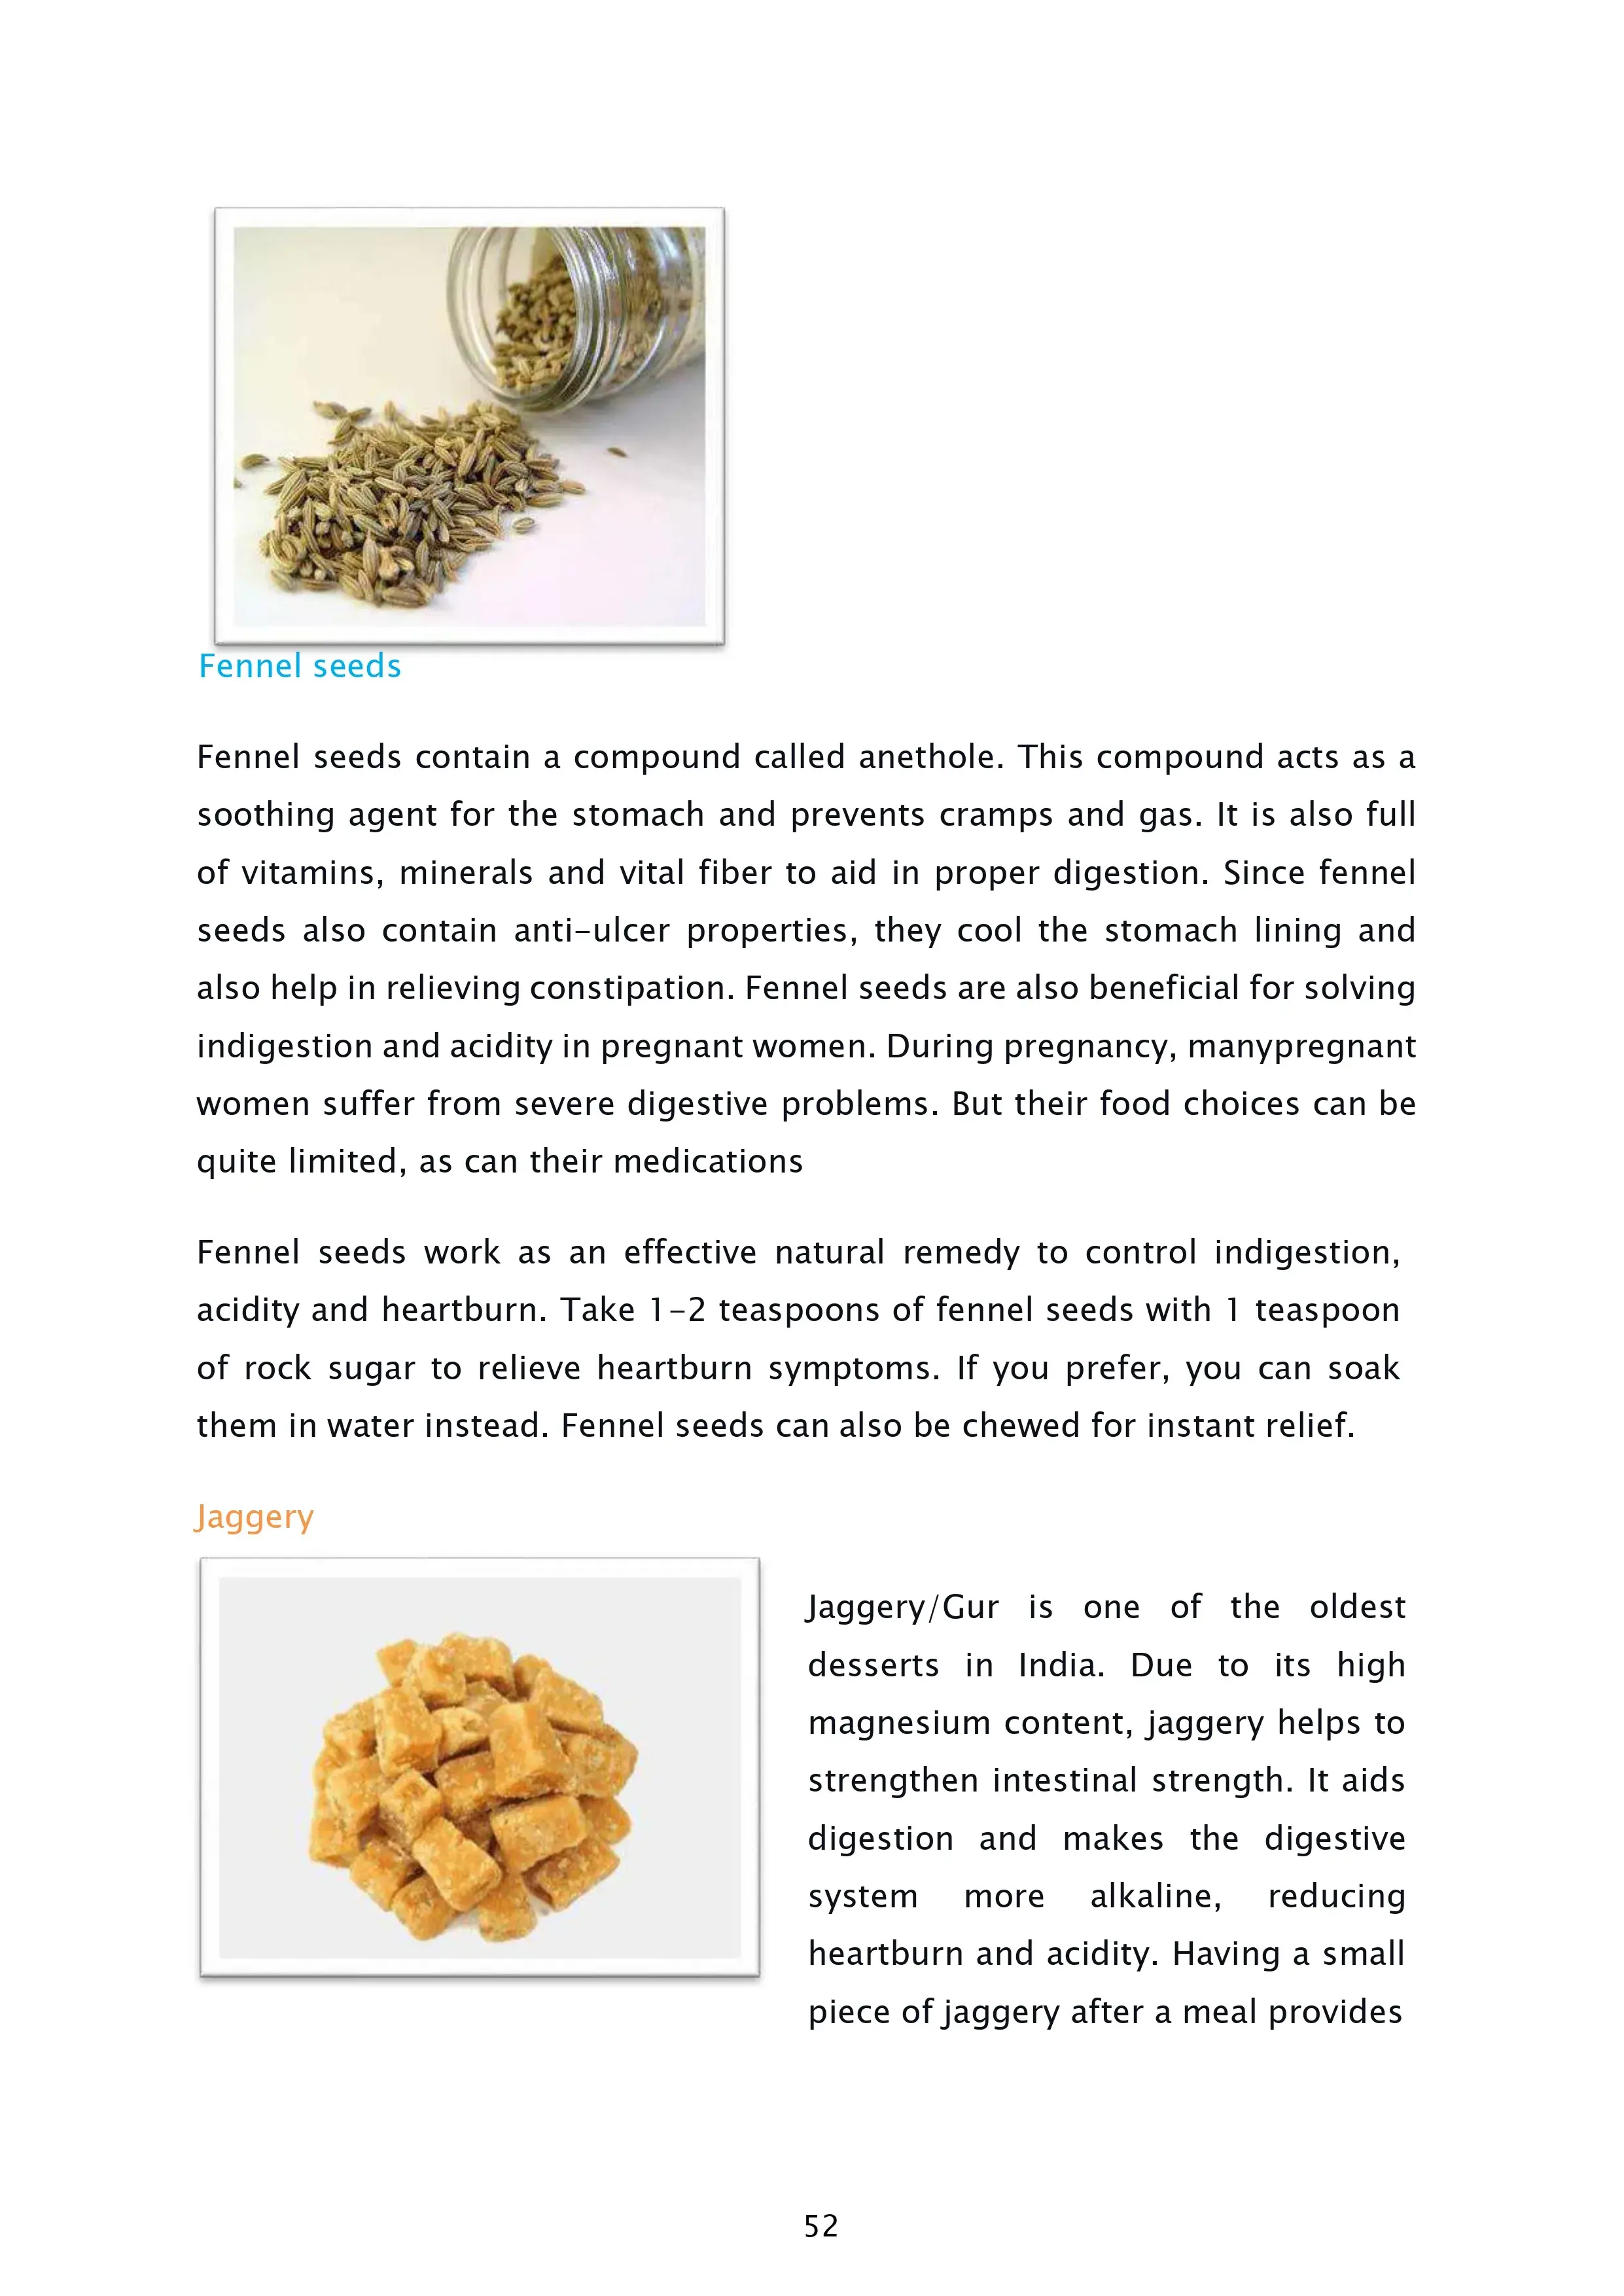 Fennel seeds
Fennel seeds contain a compound called anethole. This compound acts as a
soothing agent for the stomach and prevents cramps and gas. It is also full
of vitamins, minerals and vital fiber to aid in proper digestion. Since fennel
seeds also contain anti-ulcer properties, they cool the stomach lining and
also help in relieving constipation. Fennel seeds are also beneficial for solving
indigestion and acidity in pregnant women. During pregnancy, manypregnant
women suffer from severe digestive problems. But their food choices can be
quite limited, as can their medications
Fennel seeds work as an effective natural remedy to control indigestion,
acidity and heartburn. Take 1-2 teaspoons of fennel seeds with 1 teaspoon
of rock sugar to relieve heartburn symptoms. If you prefer, you can soak
them in water instead. Fennel seeds can also be chewed for instant relief.
Jaggery
Jaggery/Gur is one of the oldest
desserts in India. Due to its high
magnesium content, jaggery helps to
strengthen intestinal strength. It aids
digestion and makes the digestive
system more alkaline, reducing
heartburn and acidity. Having a small
piece of jaggery after a meal provides
52